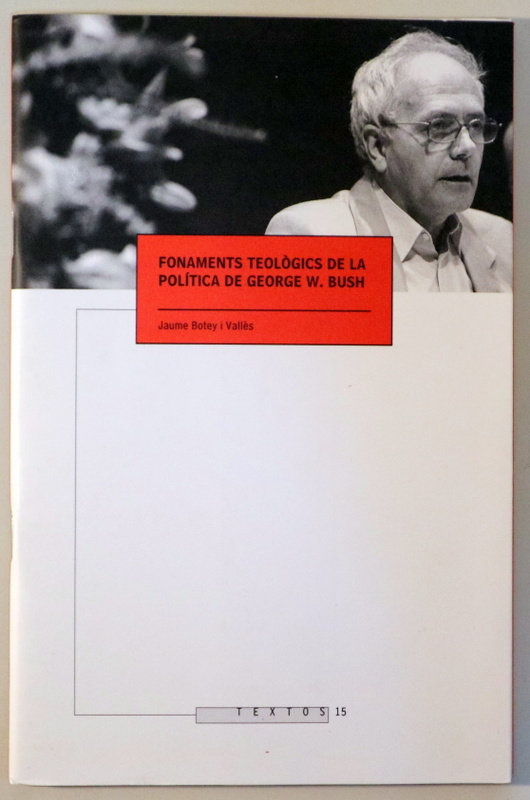 FONAMENTS TEOLÒGICS DE LA
POLÍTICA DE GEORGE W. BUSH
Jaume Botey i Vallès
TEXTOS 15